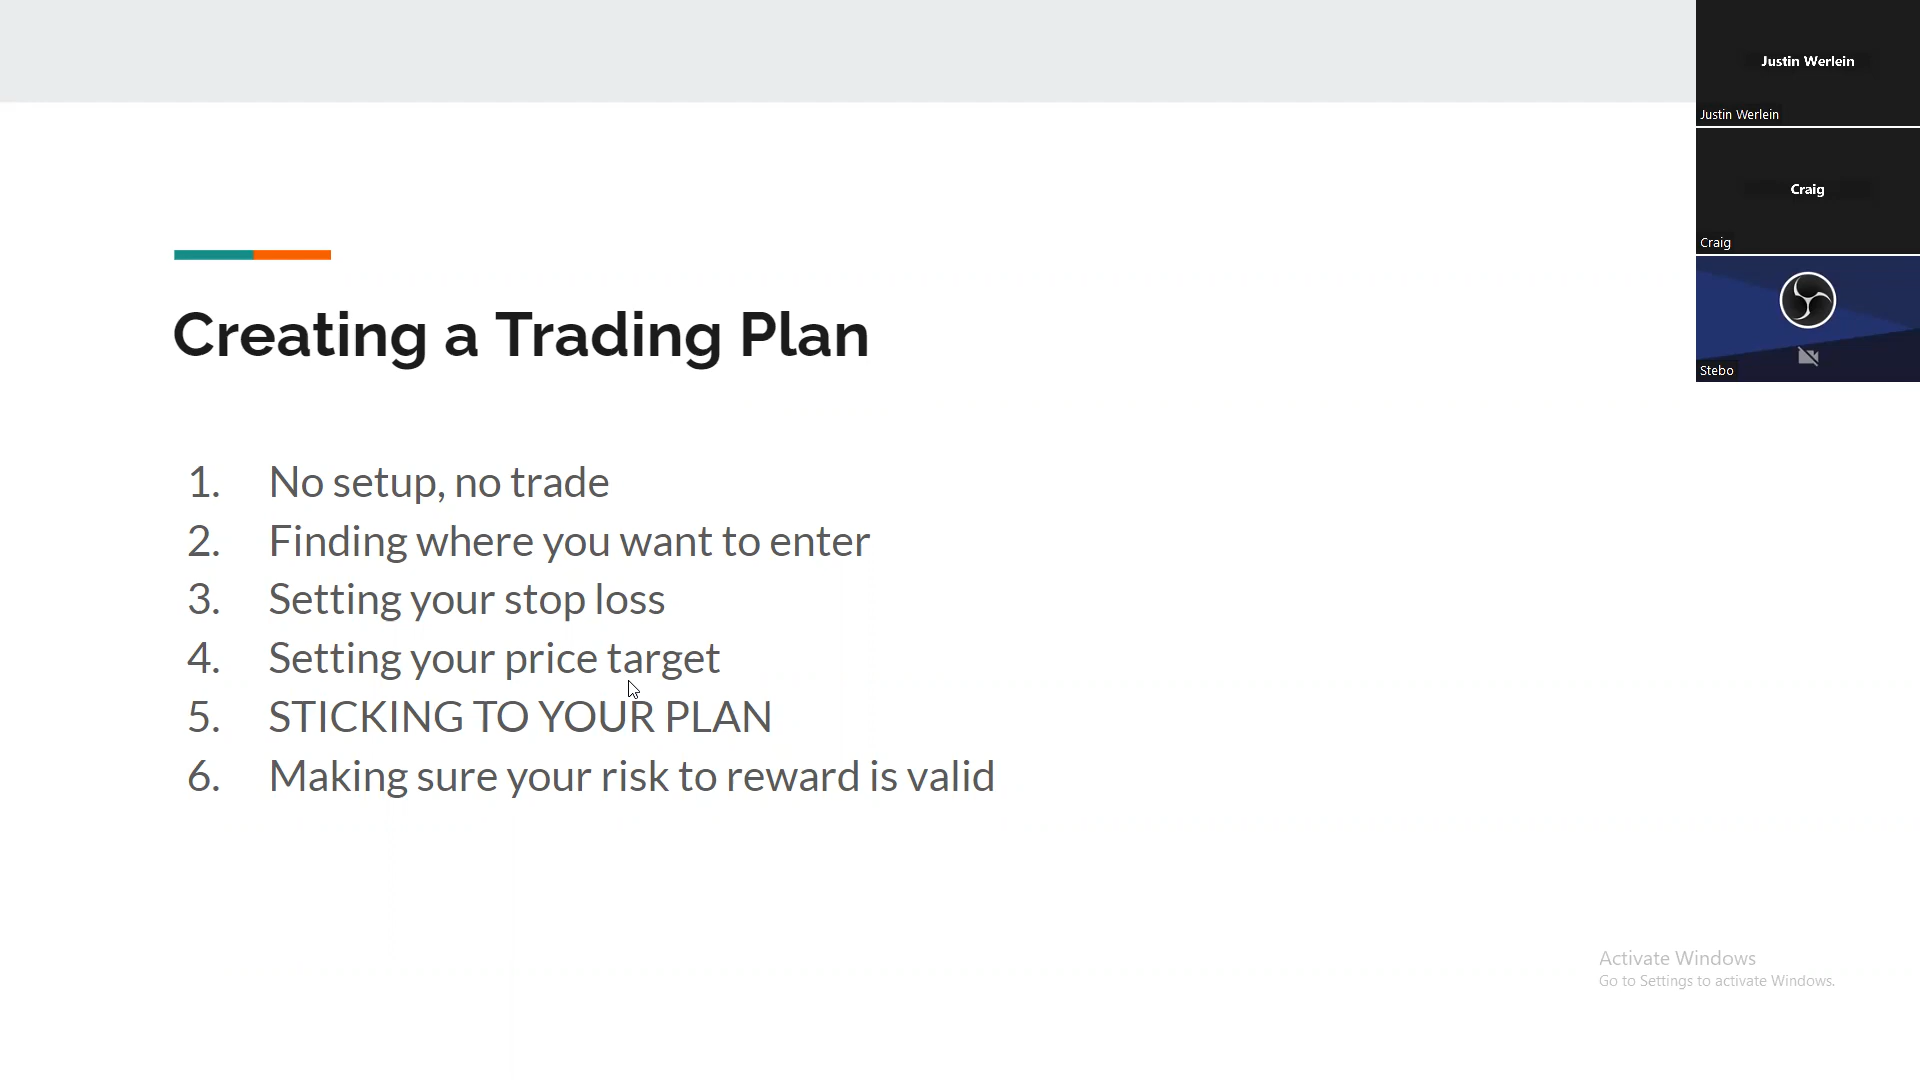 Justin Werlein
Justin Werlein
Craig
Craig
Stebo
Creating a Trading Plan
1. No setup, no trade
2. Finding where you want to enter
3. Setting your stop loss
4. Setting your price target
5. STICKING TO YOUR PLAN
6. Making sure your risk to reward is valid
Activate Windows
Go to Settings to activate Windows.